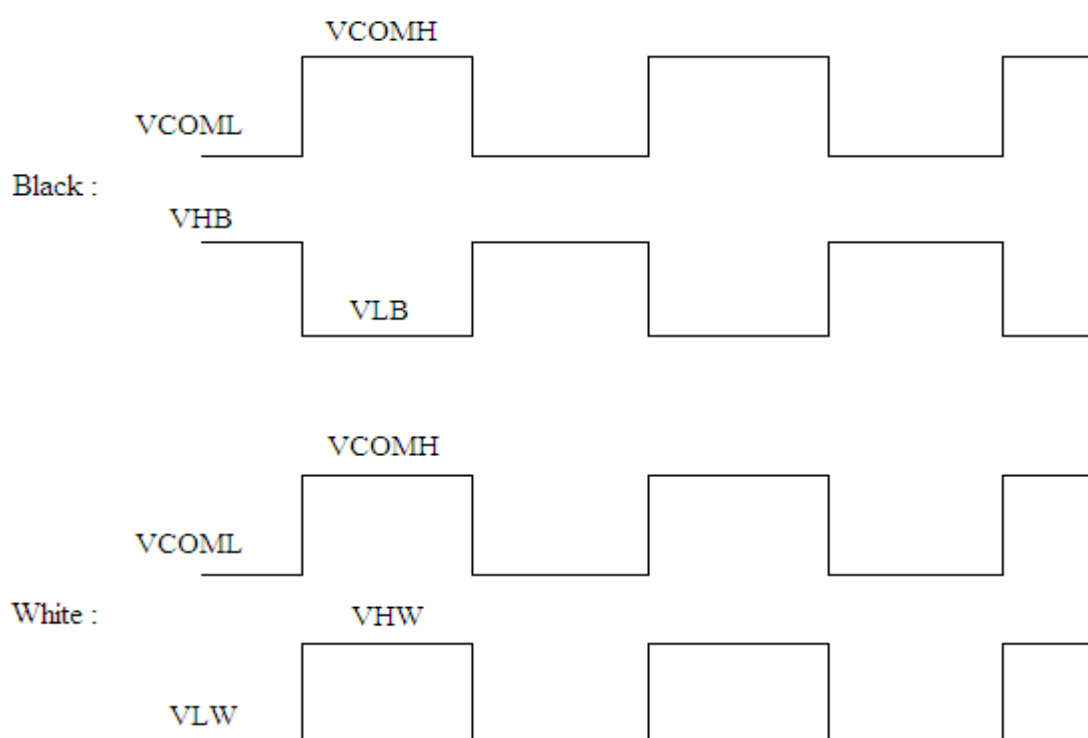 VCOMH
VCOML
Black :
VHB
VLB
VCOMH
VCOML
White :
VHW
VLW